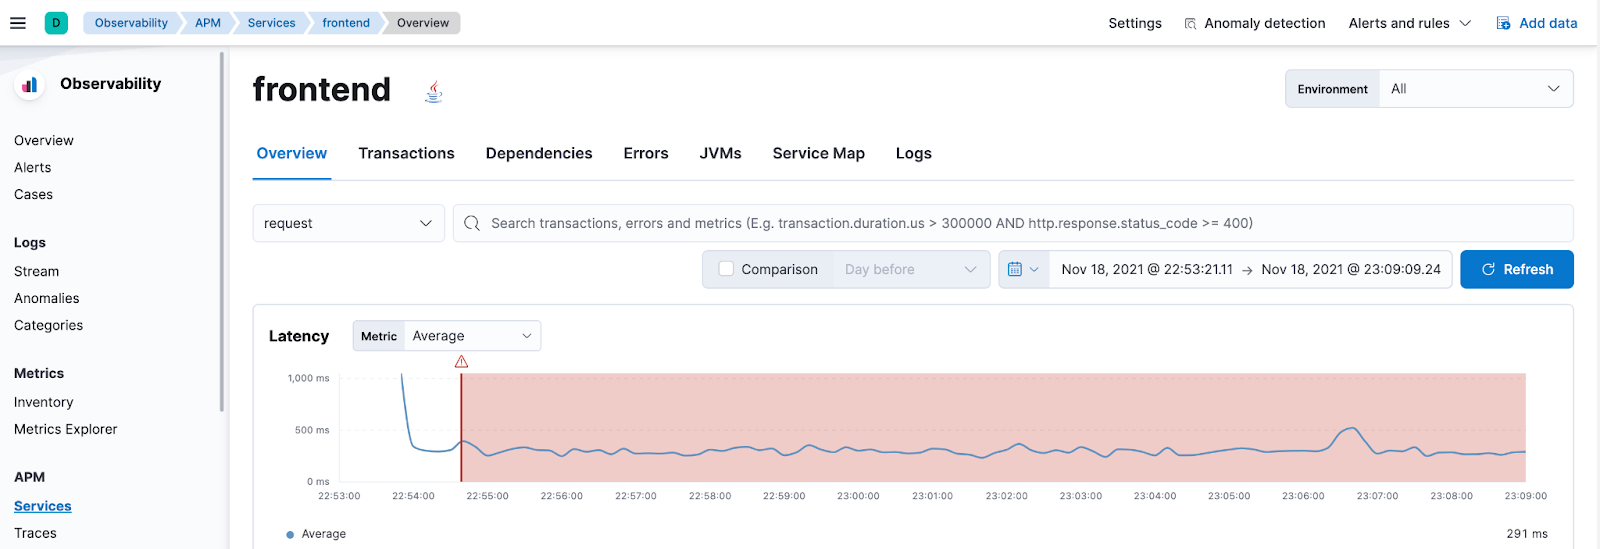 D Observability APM Services frontend Overview Settings Anomaly detection Alerts and rules Add data
Observability
Overview
Alerts
Cases
Logs
Stream
Anomalies
Categories
Metrics
Inventory
Metrics Explorer
APM
Services
Traces
frontend
Environment All
Overview Transactions Dependencies Errors JVMs Service Map Logs
request Search transactions, errors and metrics (E.g. transaction.duration.us > 300000 AND http.response.status_code >= 400)
Comparison Day before Nov 18, 2021 @ 22:53:21.11 → Nov 18, 2021 @ 23:09:09.24 Refresh
Latency Metric Average
1,000 ms
500 ms
0 ms
22:53:00 22:54:00 22:55:00 22:56:00 22:57:00 22:58:00 22:59:00 23:00:00 23:01:00 23:02:00 23:03:00 23:04:00 23:05:00 23:06:00 23:07:00 23:08:00 23:09:00
Average 291 ms